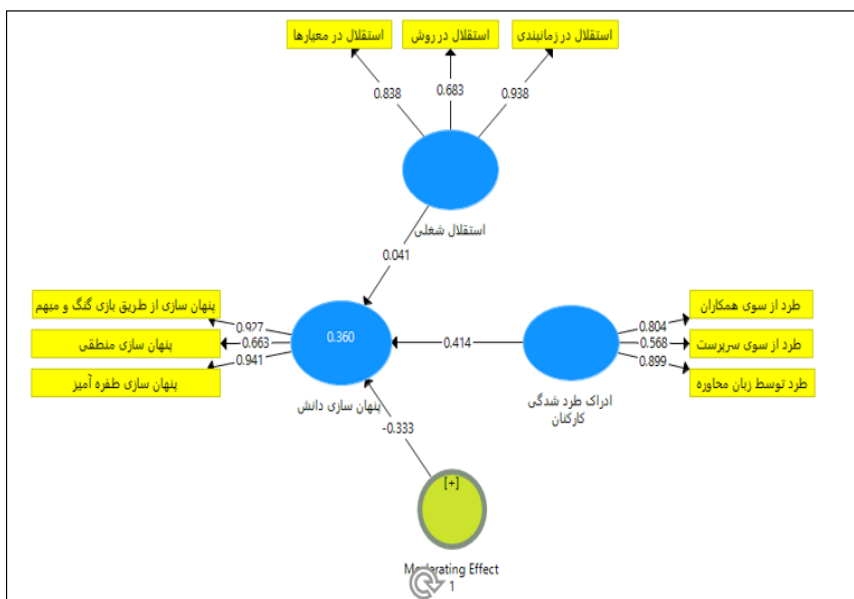 استقلال در معیارها
استقلال در روش
استقلال در زمانبندی
0.838
0.683
0.938
استقلال شغلی
0.041
پنهان سازی از طریق بازی گنگ و مبهم
پنهان سازی منطقی
پنهان سازی طفره آمیز
0.927
0.663
0.941
0.360
پنهان سازی دانش
0.414
طرد از سوی همکاران
طرد از سوی سرپرست
طرد توسط زبان محاوره
0.804
0.568
0.899
ادراک طرد شدگی
کارکنان
-0.333
[+]
Moderating Effect
1